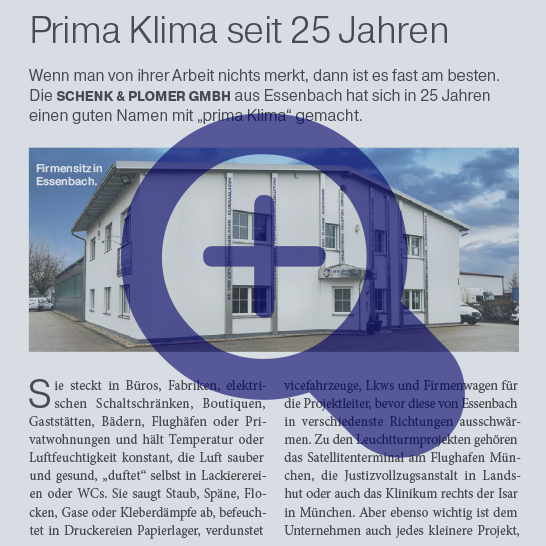 Prima Klima seit 25 Jahren
Wenn man von ihrer Arbeit nichts merkt, dann ist es fast am besten.
Die SCHENK & PLOMER GMBH aus Essenbach hat sich in 25 Jahren
einen guten Namen mit „prima Klima“ gemacht.
Firmensitz in
Essenbach.
Sie steckt in Büros, Fabriken, elektri-
schen Schaltschränken, Boutiquen,
Gaststätten, Bädern, Flughäfen oder Pri-
vatwohnungen und hält Temperatur oder
Luftfeuchtigkeit konstant, die Luft sauber
und gesund, „duftet“ selbst in Lackiererei-
en oder WCs. Sie saugt Staub, Späne, Flo-
cken, Gase oder Kleberdämpfe ab, befeuch-
tet in Druckereien Papierlager, verdunstet
vicefahrzeuge, Lkws und Firmenwagen für
die Projektleiter, bevor diese von Essenbach
in verschiedenste Richtungen ausschwär-
men. Zu den Leuchtturmprojekten gehören
das Satellitenterminal am Flughafen Mün-
chen, die Justizvollzugsanstalt in Lands-
hut oder auch das Klinikum rechts der Isar
in München. Aber ebenso wichtig ist dem
Unternehmen auch jedes kleinere Projekt,